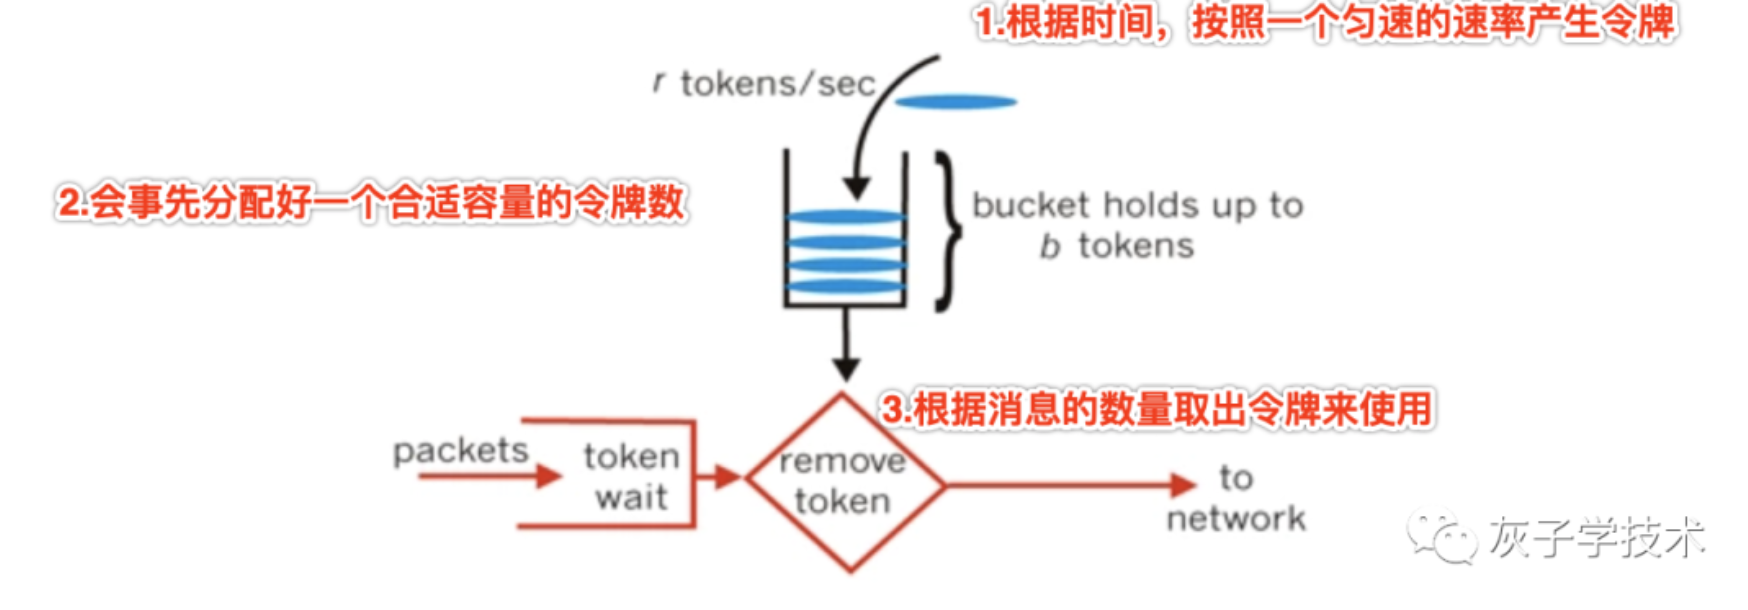 1.根据时间，按照一个匀速的速率产生令牌
r tokens/sec
2.会事先分配好一个合适容量的令牌数
bucket holds up to
b tokens
3.根据消息的数量取出令牌来使用
packets
token
wait
remove
token
to
network
灰子学技术